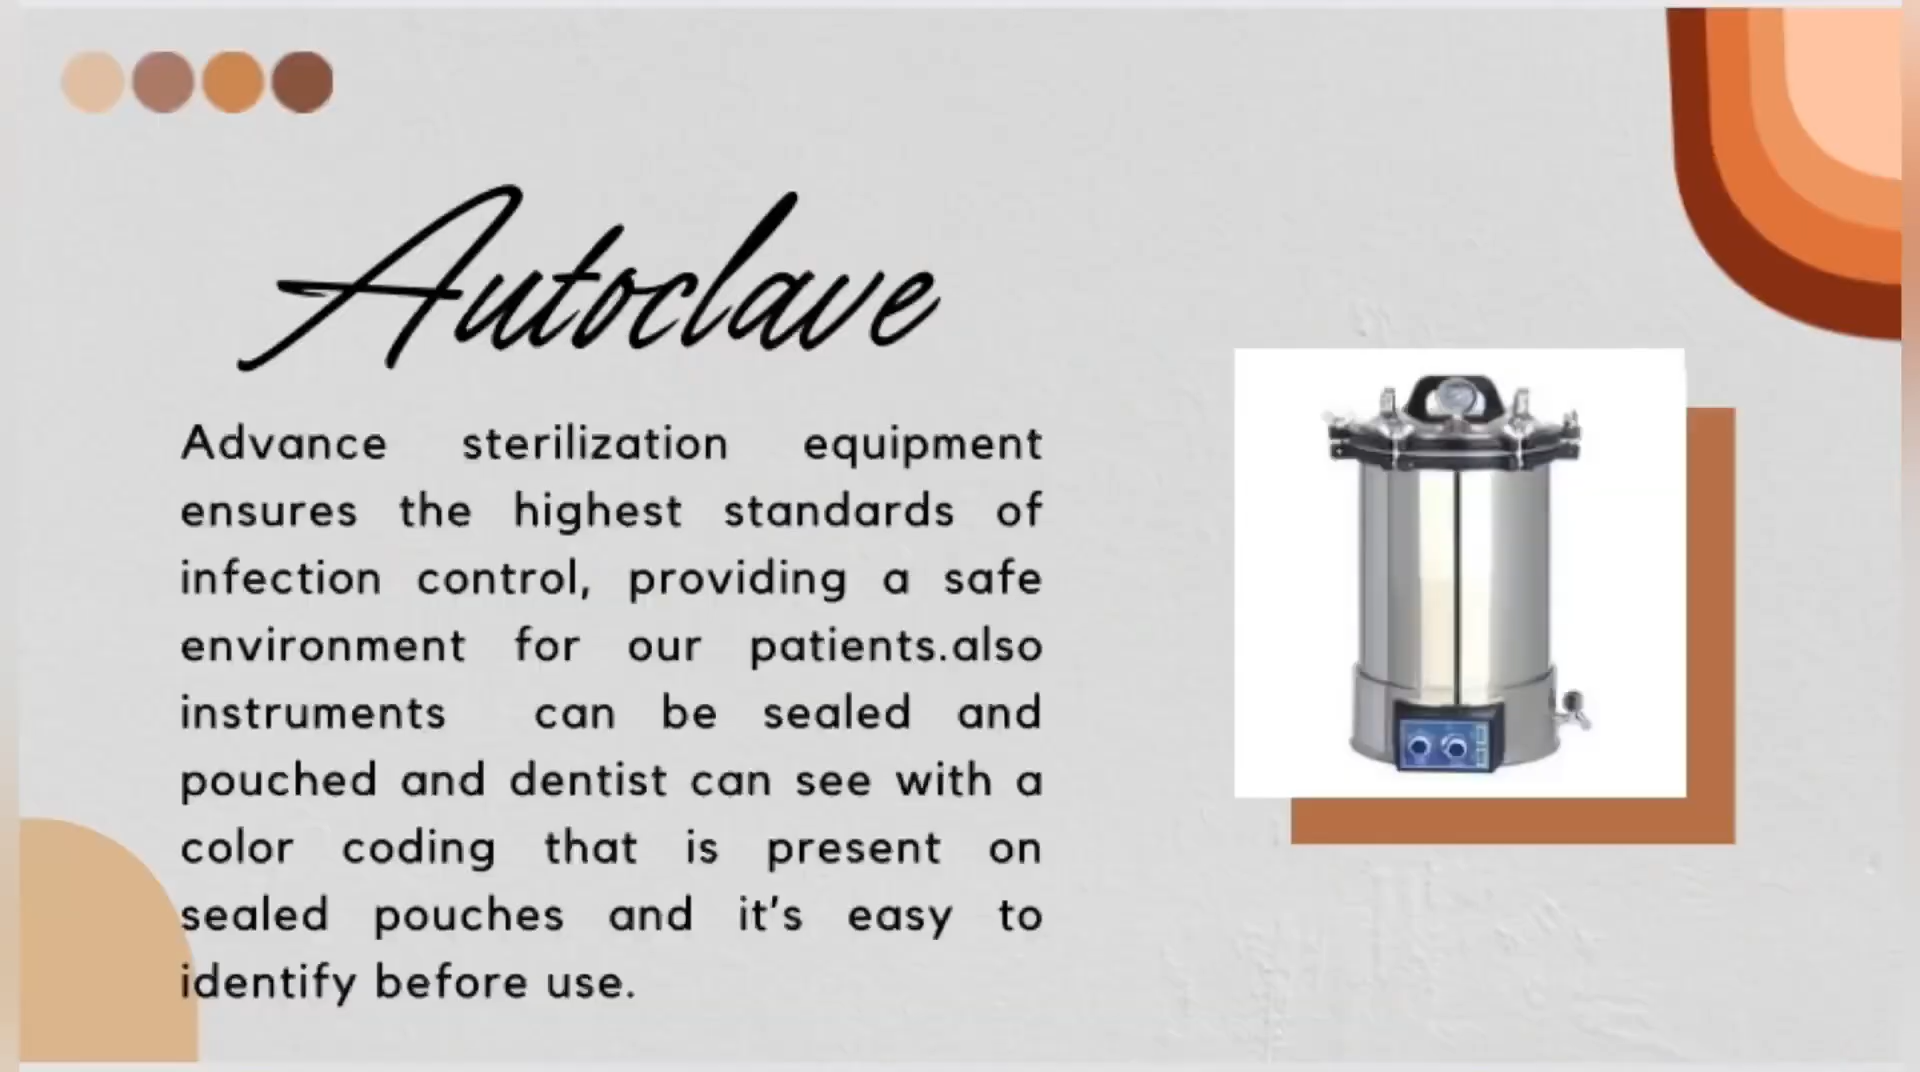 Autoclave
Advance sterilization equipment
ensures the highest standards of
infection control, providing a safe
environment for our patients.also
instruments can be sealed and
pouched and dentist can see with a
color coding that is present on
sealed pouches and it's easy to
identify before use.